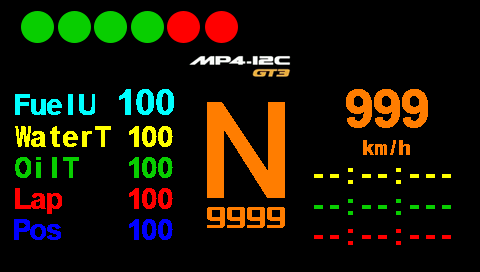 MP4-12C
GT3
FuelU 100
WaterT 100
OilT 100
Lap 100
Pos 100
N
9999
999
km/h
--:--:---
--:--:---
--:--:---